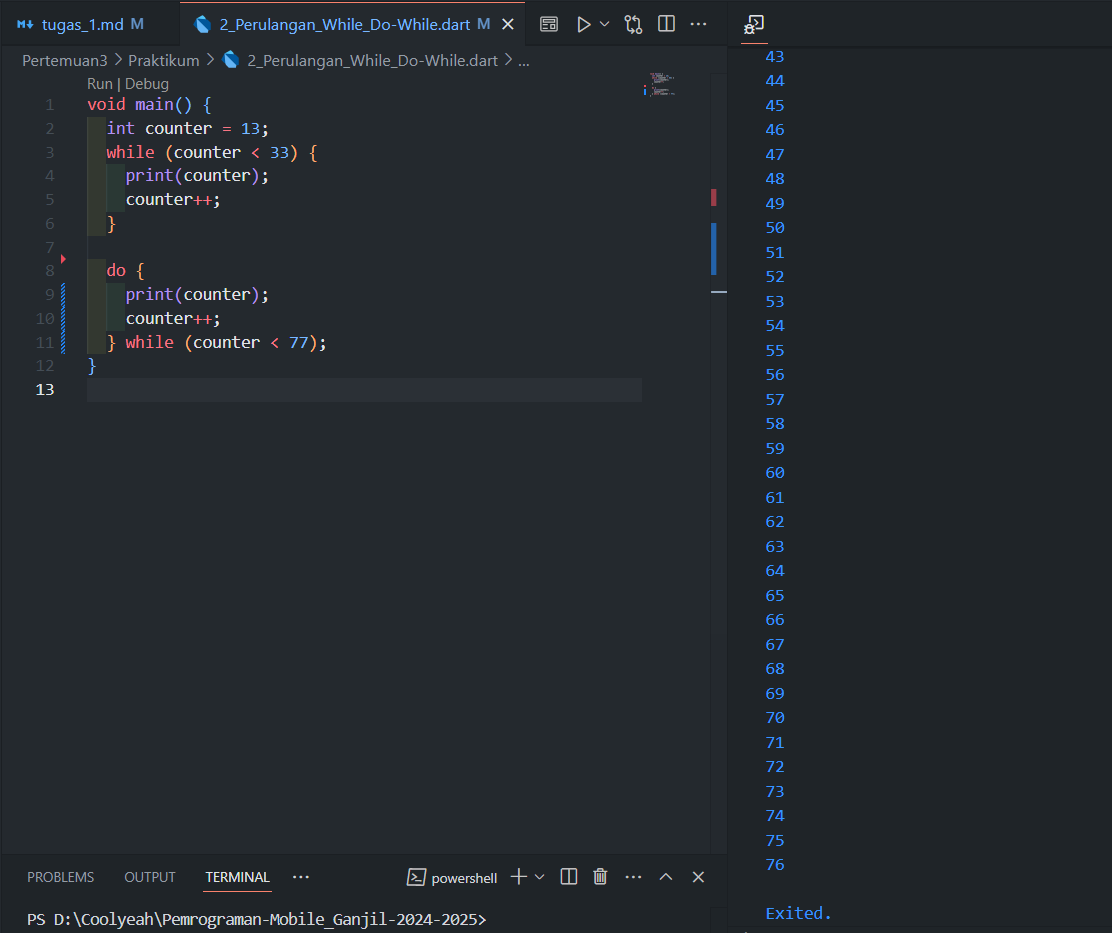 tugas_1.md M
2_Perulangan_While_Do-While.dart M
Pertemuan3 > Praktikum > 2_Perulangan_While_Do-While.dart > ...
Run | Debug
1 void main() {
2 int counter = 13;
3 while (counter < 33) {
4 print(counter);
5 counter++;
6 }
7
8 do {
9 print(counter);
10 counter++;
11 } while (counter < 77);
12 }
13
PROBLEMS OUTPUT TERMINAL ... powershell
PS D:\Coolyeah\Pemrograman-Mobile_Ganjil-2024-2025>
43
44
45
46
47
48
49
50
51
52
53
54
55
56
57
58
59
60
61
62
63
64
65
66
67
68
69
70
71
72
73
74
75
76
Exited.